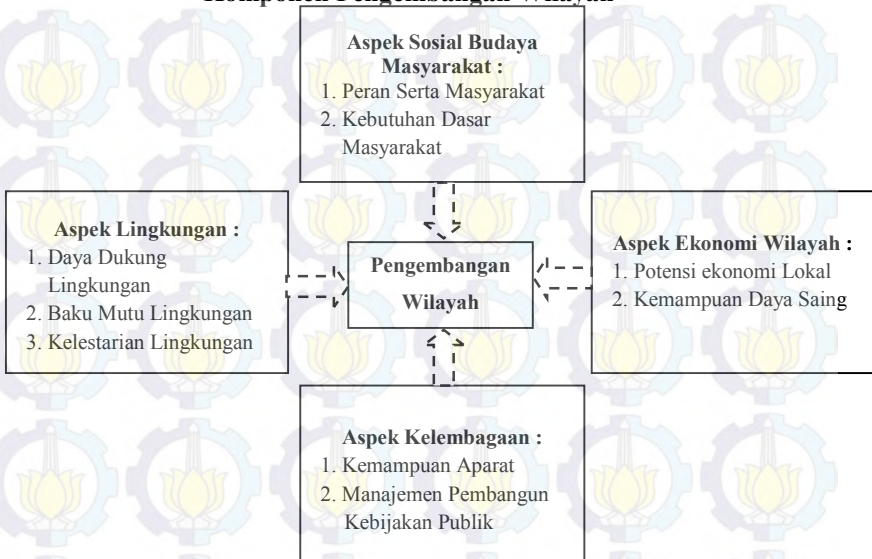 Komponen Pengembangan Wilayah
Aspek Sosial Budaya
Masyarakat :
1. Peran Serta Masyarakat
2. Kebutuhan Dasar
Masyarakat
Aspek Lingkungan :
1. Daya Dukung
Lingkungan
2. Baku Mutu Lingkungan
3. Kelestarian Lingkungan
Pengembangan
Wilayah
Aspek Ekonomi Wilayah :
1. Potensi ekonomi Lokal
2. Kemampuan Daya Saing
Aspek Kelembagaan :
1. Kemampuan Aparat
2. Manajemen Pembangun
Kebijakan Publik